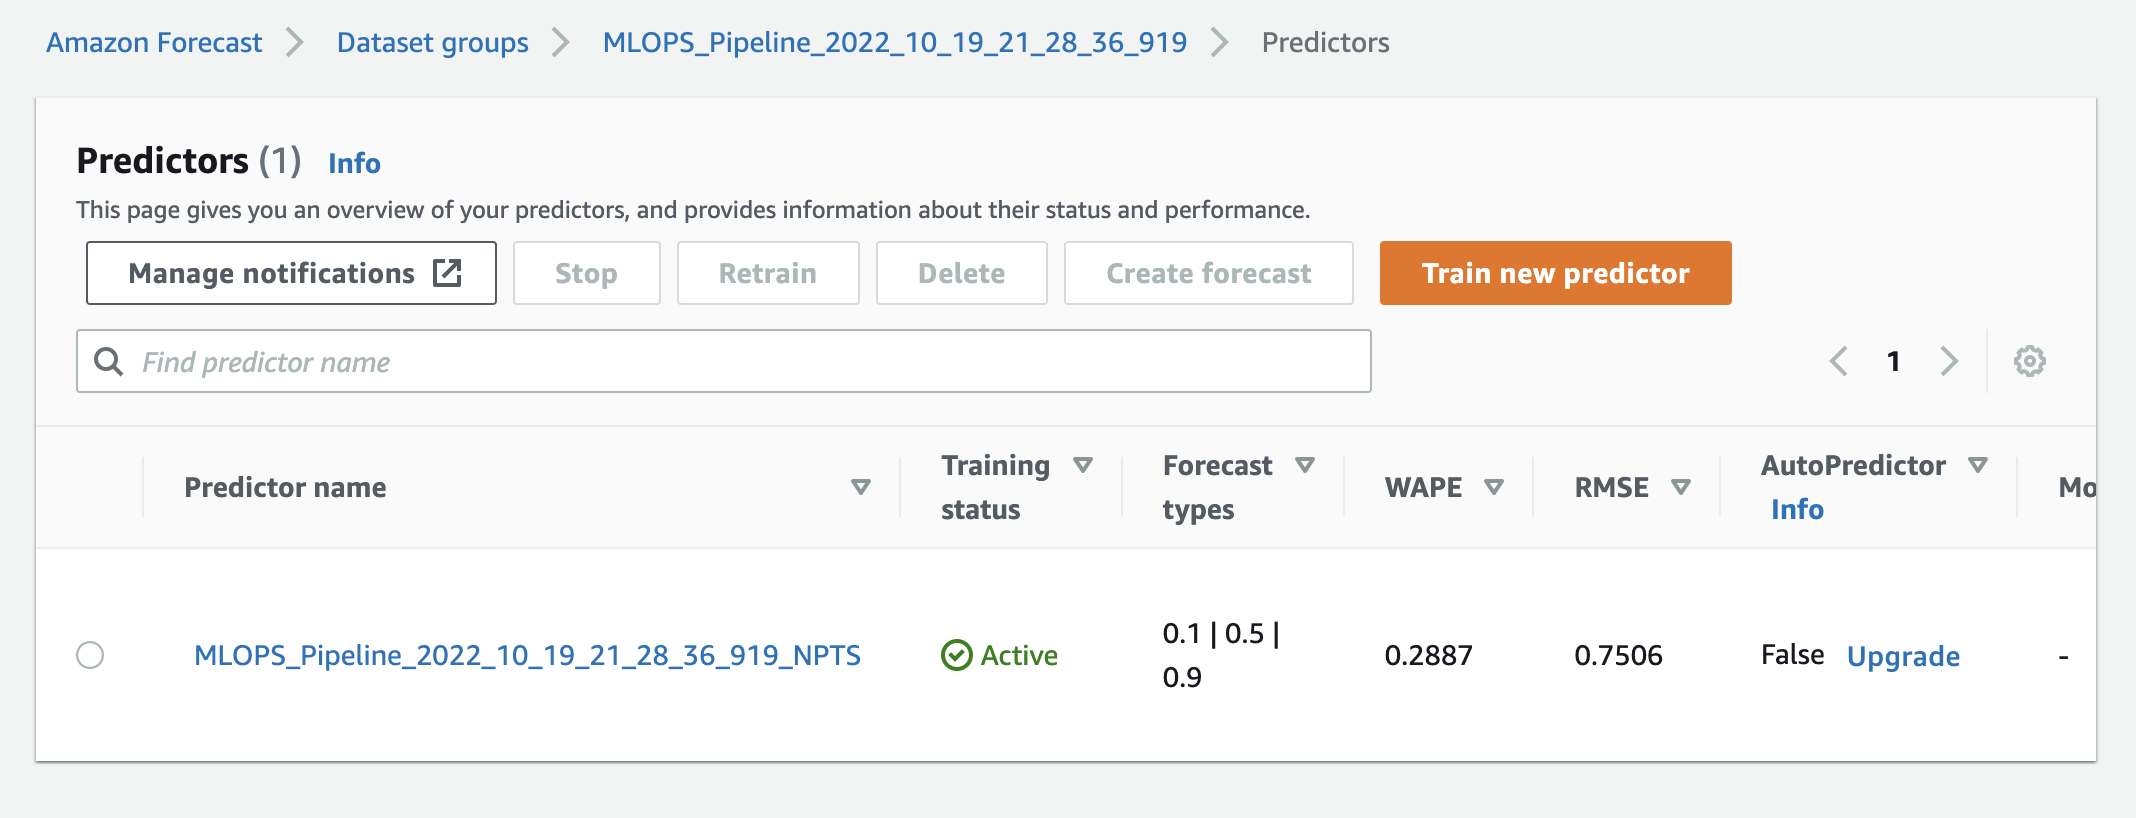 Amazon Forecast > Dataset groups > MLOPS_Pipeline_2022_10_19_21_28_36_919 > Predictors
Predictors (1) Info
This page gives you an overview of your predictors, and provides information about their status and performance.
Manage notifications Stop Retrain Delete Create forecast Train new predictor
Find predictor name 1
Predictor name Training status Forecast types WAPE RMSE AutoPredictor Info Mo
MLOPS_Pipeline_2022_10_19_21_28_36_919_NPTS Active 0.1 | 0.5 | 0.9 0.2887 0.7506 False Upgrade -